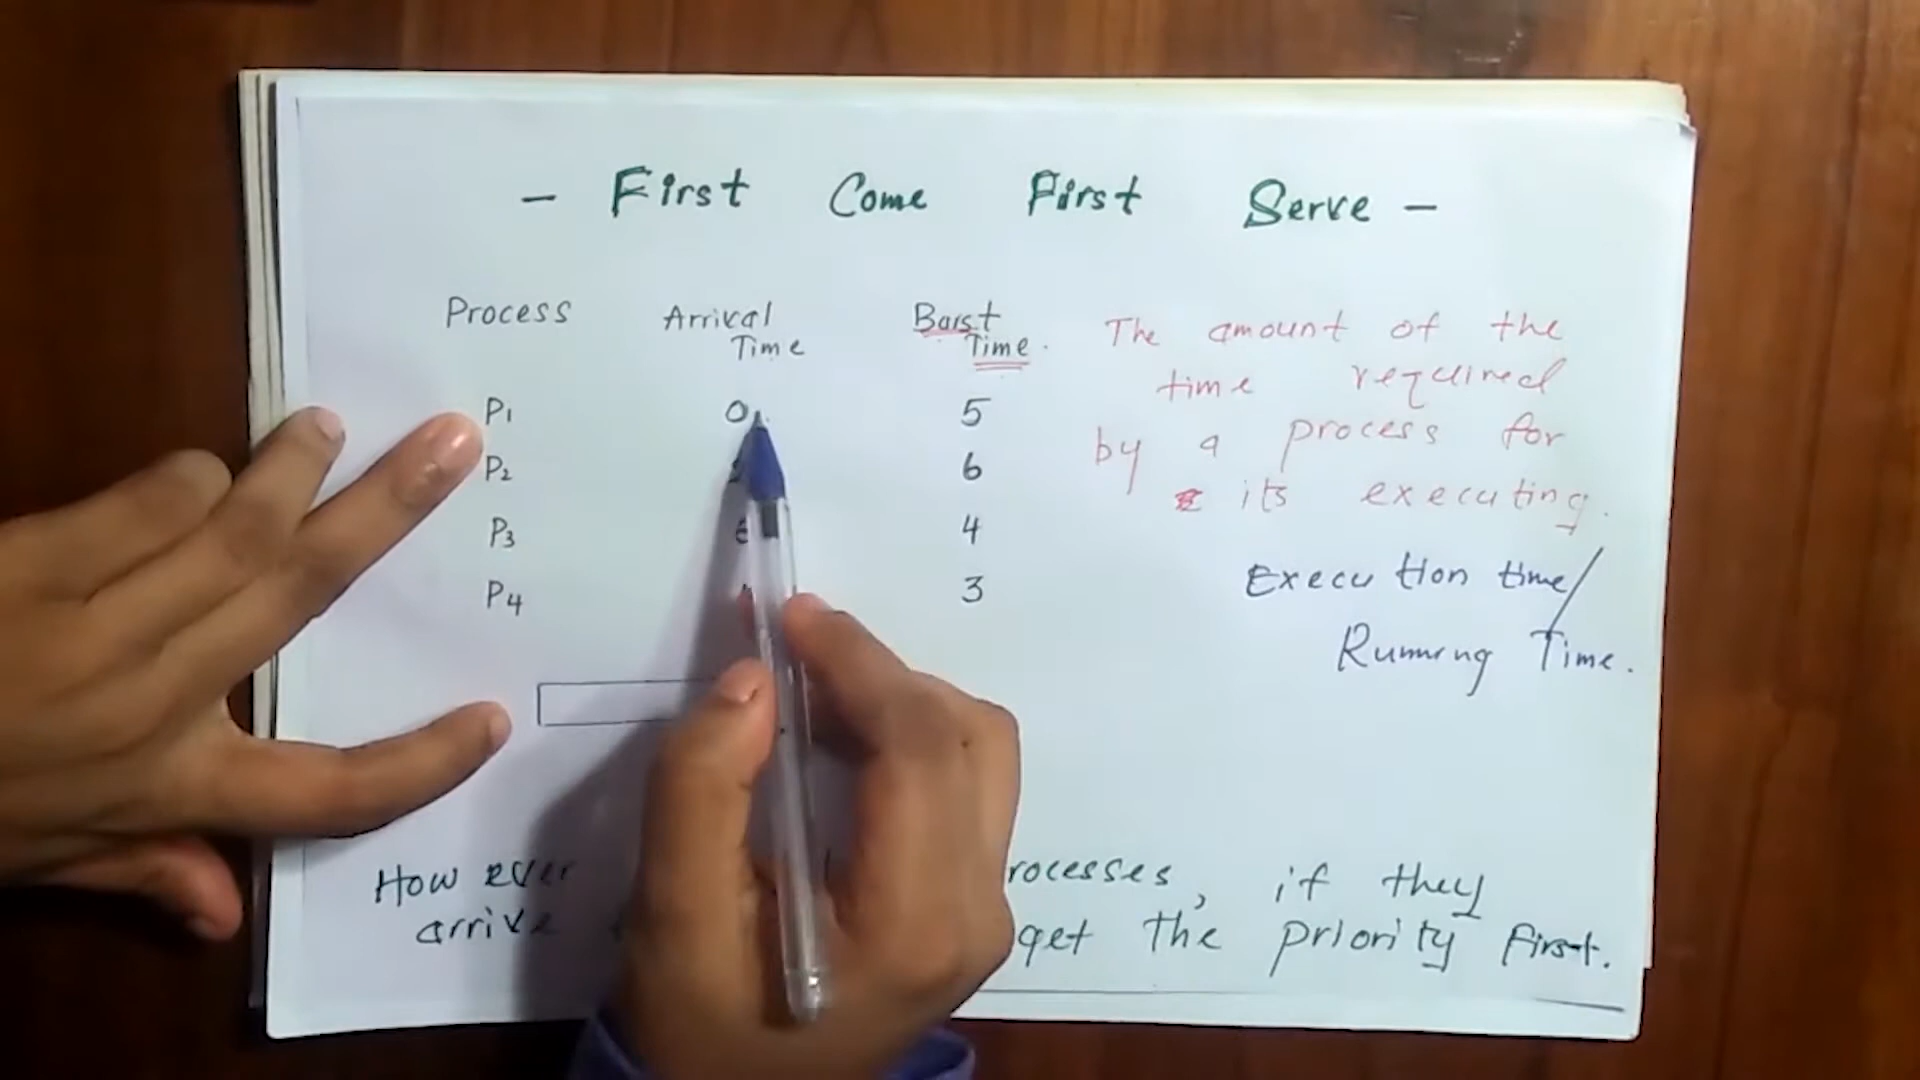 - First Come First Serve -
Process Arrival Time Barst Time.
P1 0 5
P2 6
P3 4
P4 3
The amount of the
time required
by a process for
its executing.
Execution time/
Running Time.
How ever rocesses, if they
arrive get the priority first.